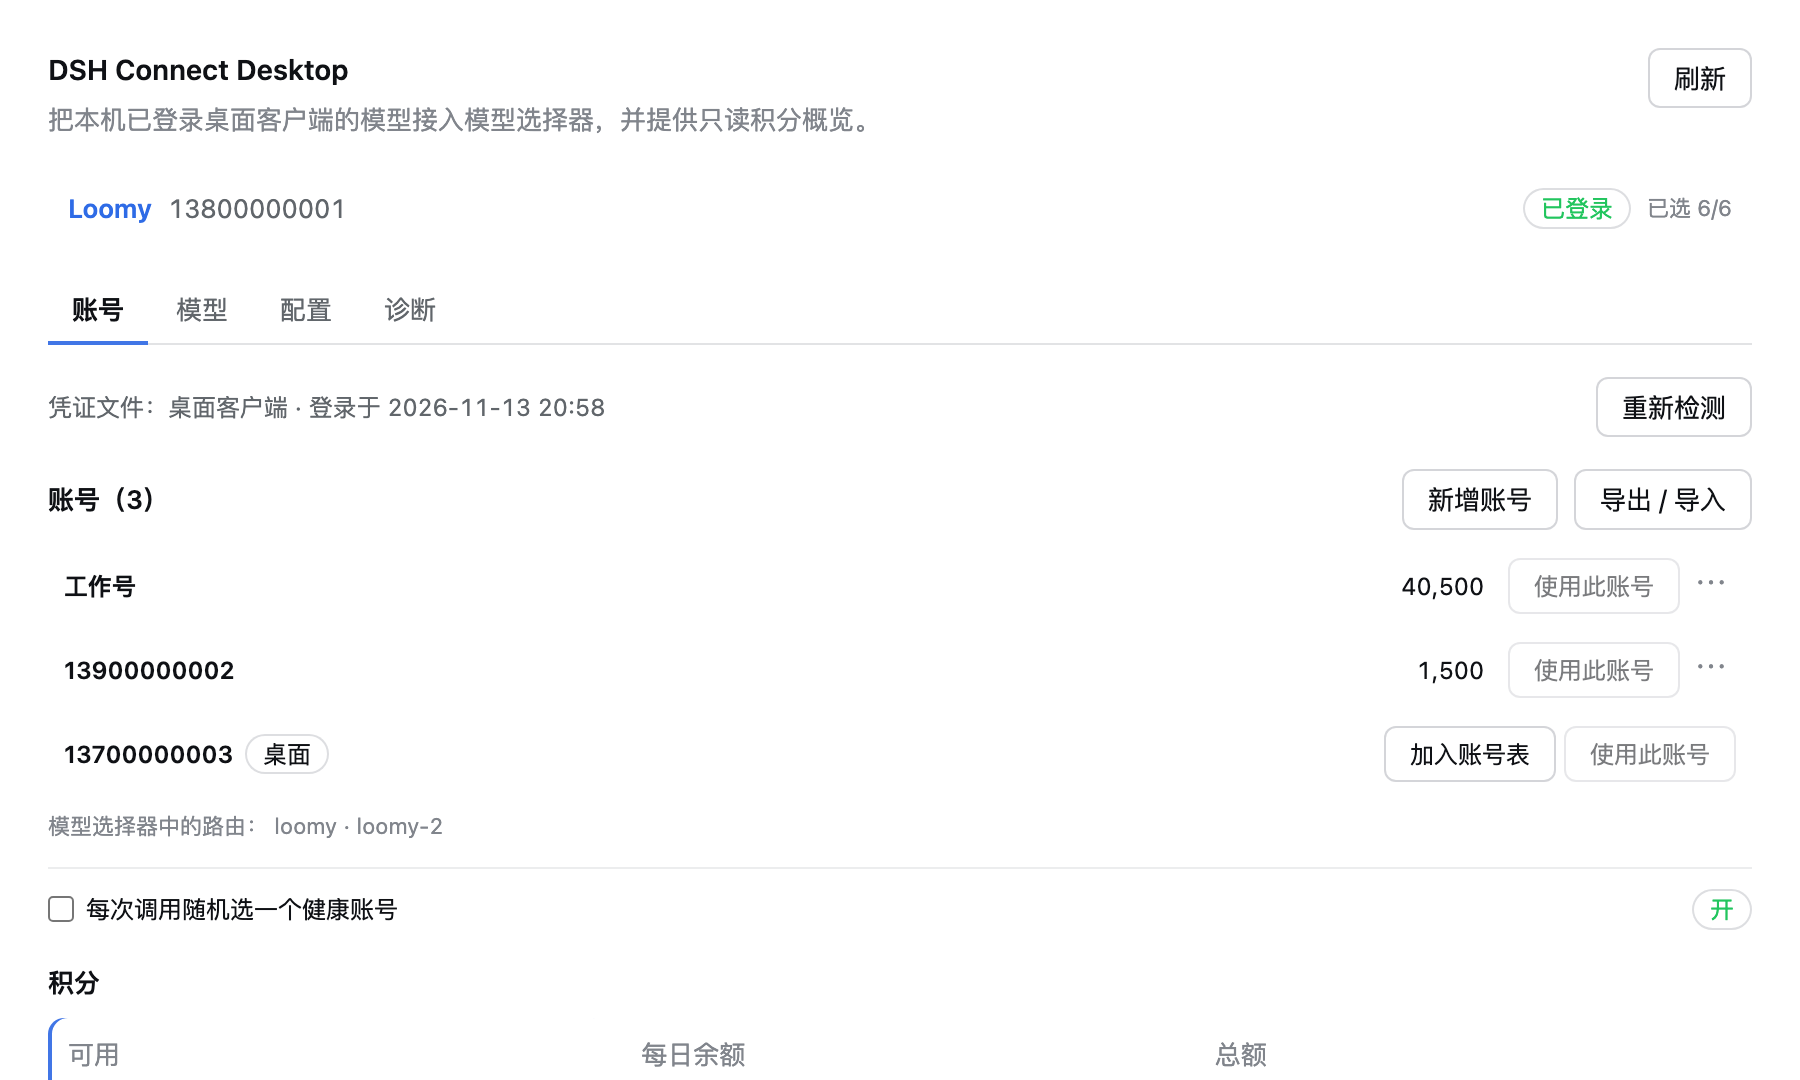 DSH Connect Desktop
刷新
把本机已登录桌面客户端的模型接入模型选择器，并提供只读积分概览。
Loomy 13800000001 已登录 已选 6/6
账号 模型 配置 诊断
凭证文件：桌面客户端 · 登录于 2026-11-13 20:58 重新检测
账号（3） 新增账号 导出 / 导入
工作号 40,500 使用此账号 ···
13900000002 1,500 使用此账号 ···
13700000003 桌面 加入账号表 使用此账号
模型选择器中的路由： loomy · loomy-2
每次调用随机选一个健康账号 开
积分
可用 每日余额 总额